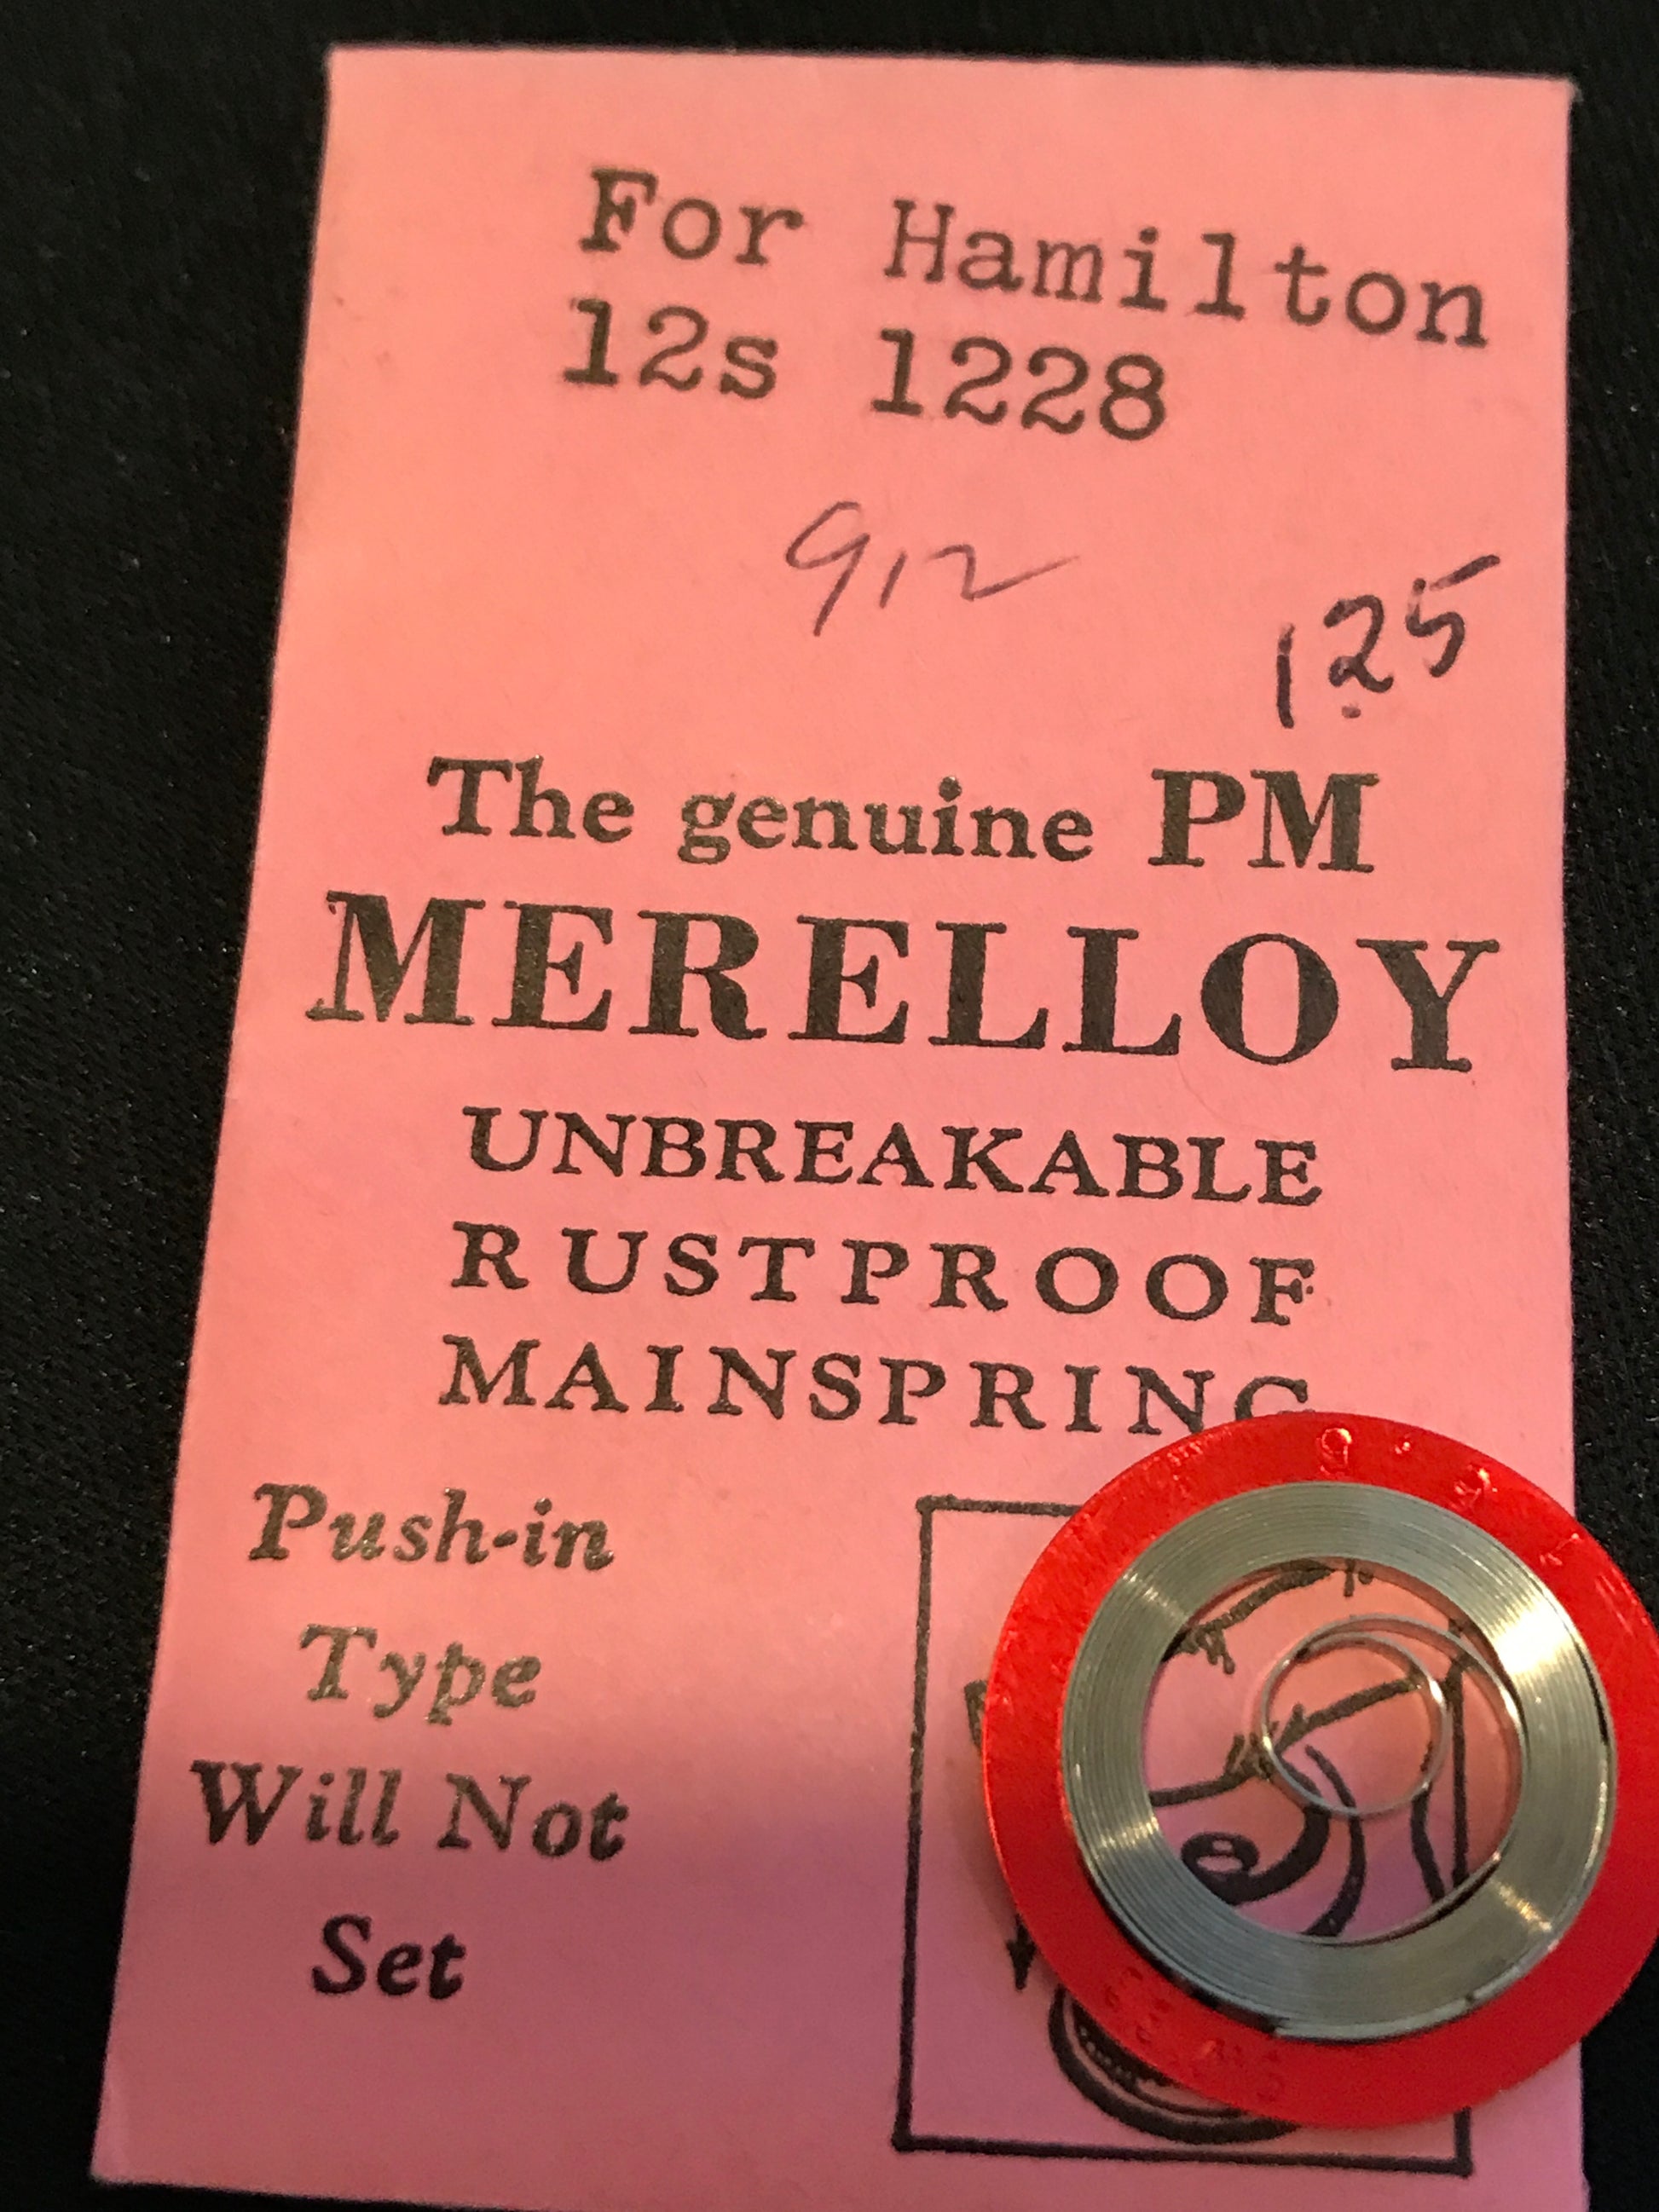 For Hamilton
12s 1228
912
125
The genuine PM
MERELLOY
UNBREAKABLE
RUSTPROOF
MAINSPRING
Push-in
Type
Will Not
Set